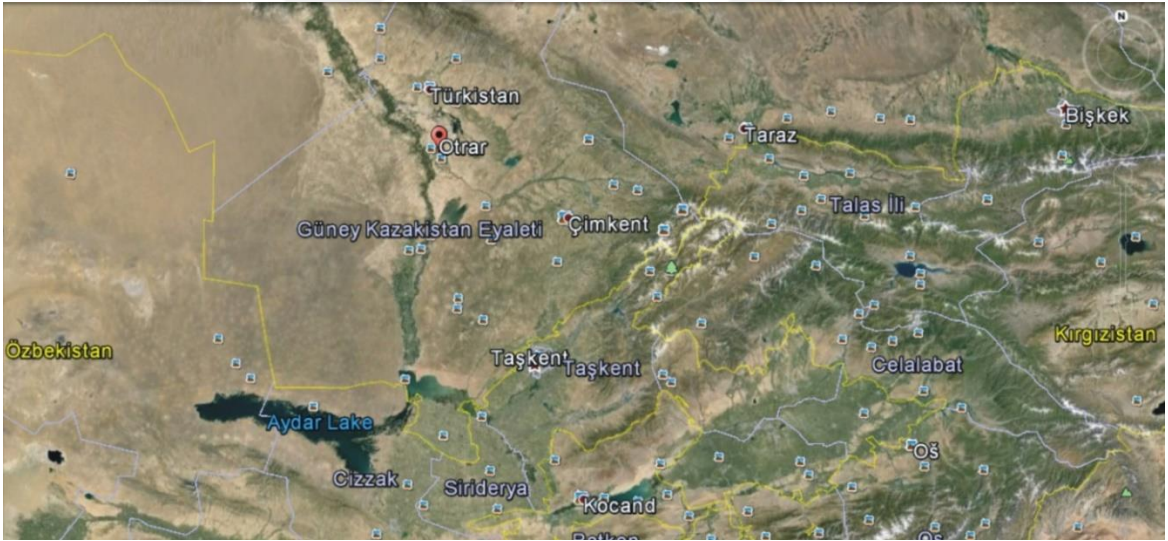 N
Türkistan
Bişkek
Taraz
Otrar
Talas İli
Güney Kazakistan Eyaleti
Çimkent
Kırgızistan
Özbekistan
Taşkent
Taşkent
Celalabat
Aydar Lake
Oš
Cizzak
Siriderya
Kocand